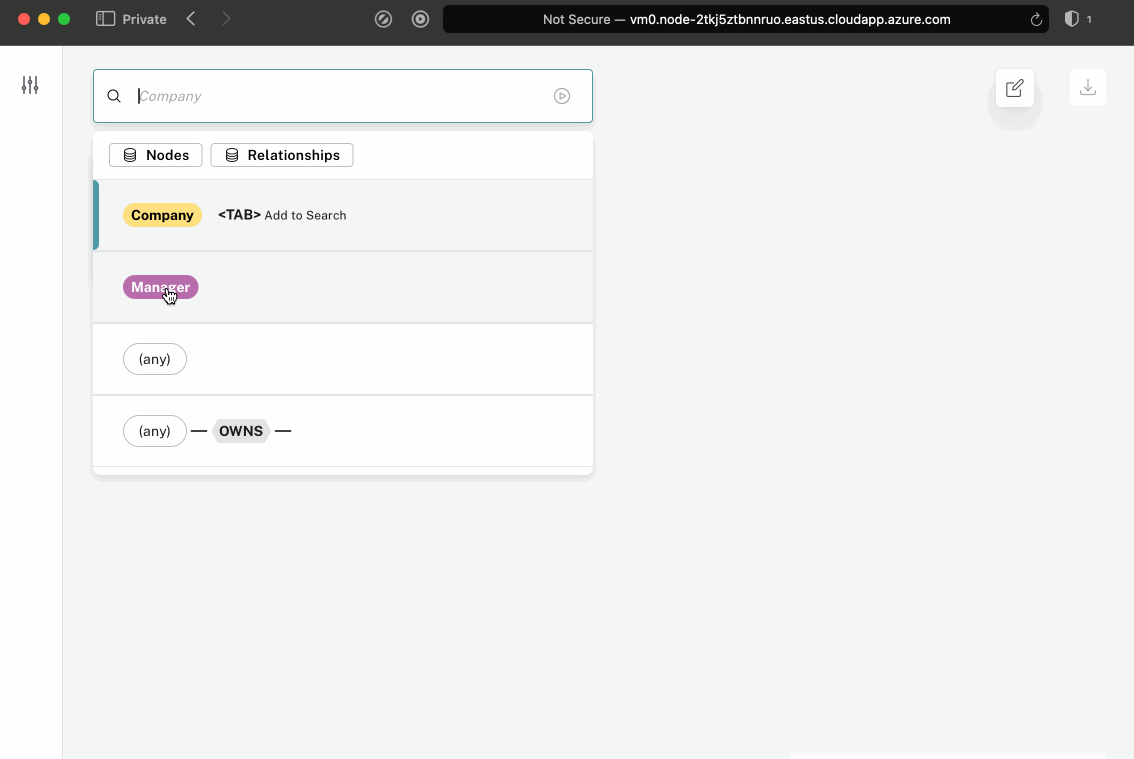 Private
Not Secure — vm0.node-2tkj5ztbnnruo.eastus.cloudapp.azure.com
1
Company
Nodes Relationships
Company <TAB> Add to Search
Manager
(any)
(any) — OWNS —